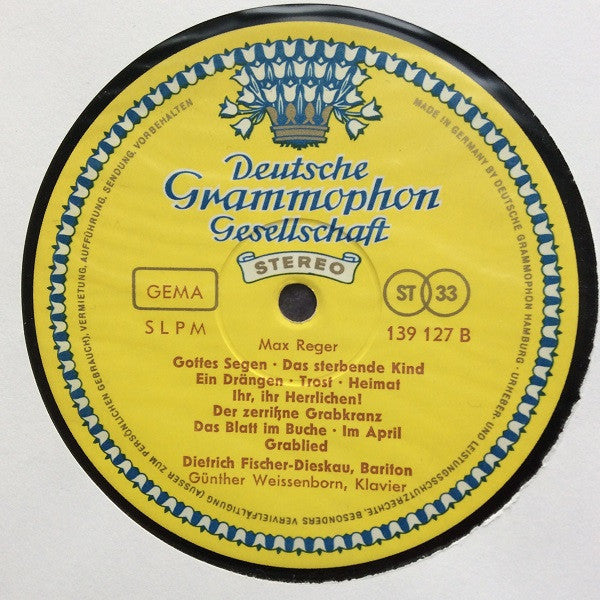 Deutsche
Grammophon
Gesellschaft
STEREO
GEMA
SLPM
ST 33
139 127 B
Max Reger
Gottes Segen · Das sterbende Kind
Ein Drängen · Trost · Heimat
Ihr, ihr Herrlichen!
Der zerrißne Grabkranz
Das Blatt im Buche · Im April
Grablied
Dietrich Fischer-Dieskau, Bariton
Günther Weissenborn, Klavier
MADE IN GERMANY BY DEUTSCHE GRAMMOPHON HAMBURG · URHEBER- UND LEISTUNGSSCHUTZRECHTE, BESONDERS VERVIELFÄLTIGUNG (AUSSER ZUM PERSÖNLICHEN GEBRAUCH), VERMIETUNG, AUFFÜHRUNG, SENDUNG, VORBEHALTEN